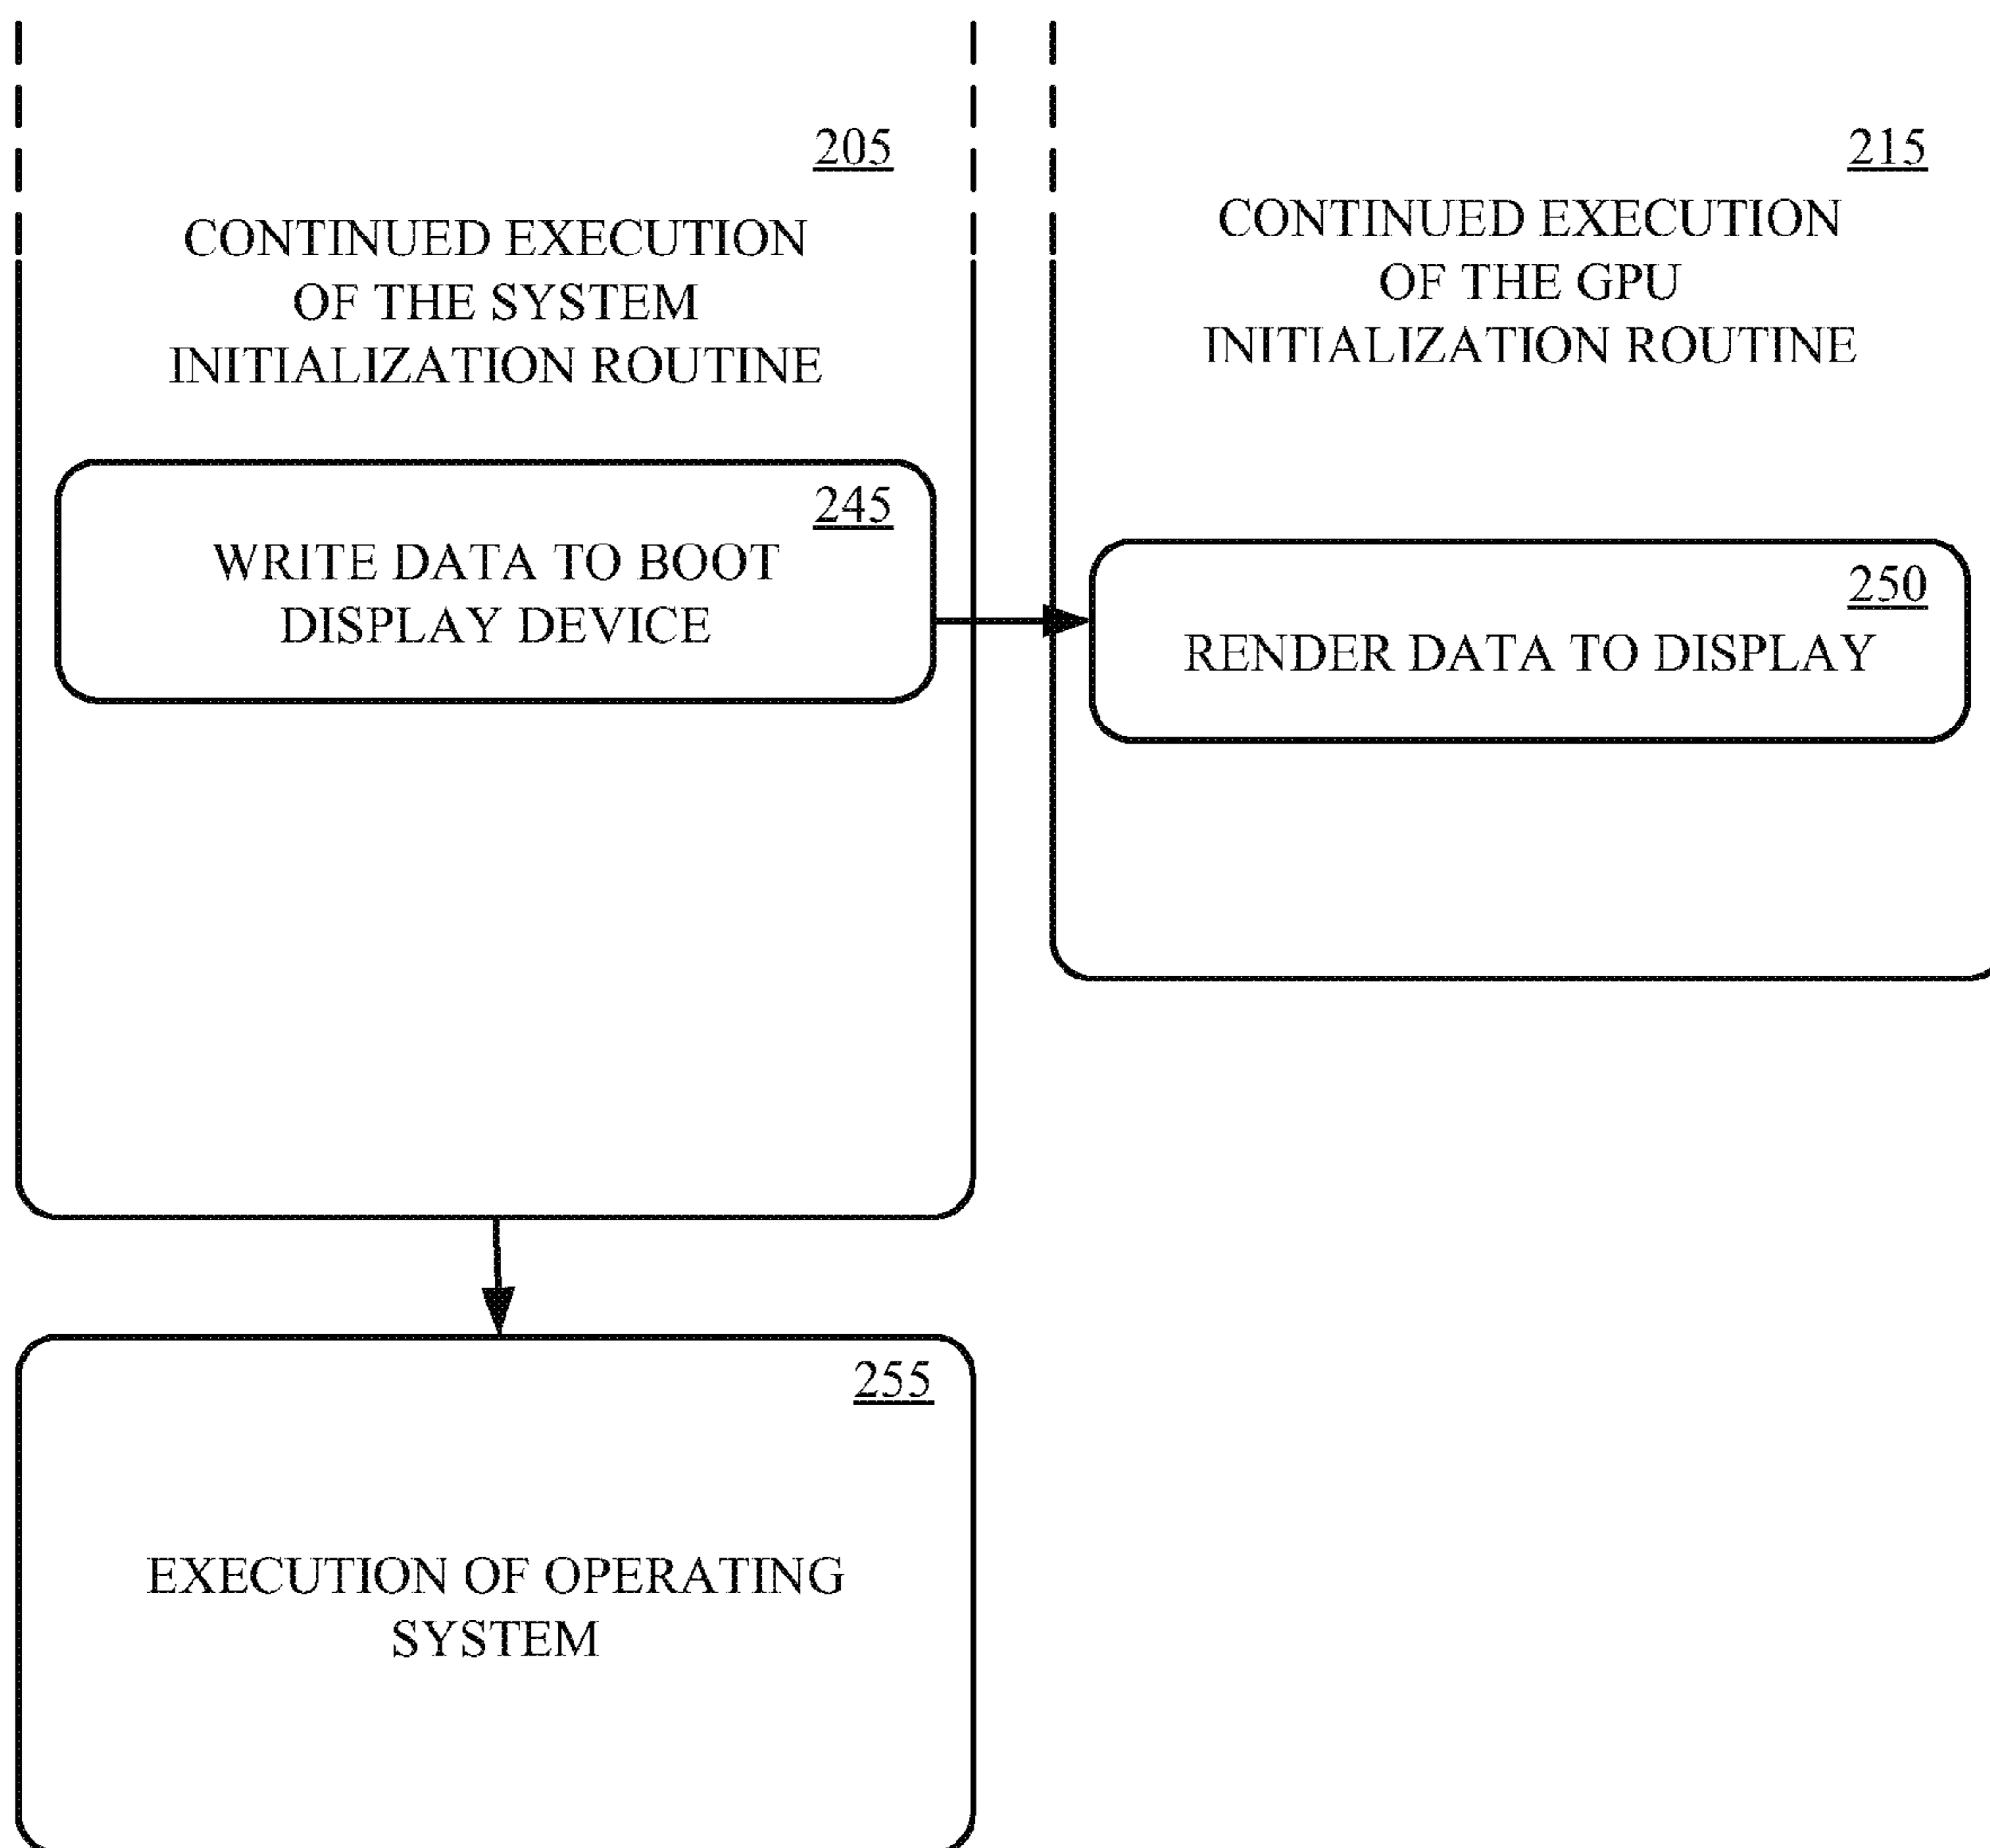 205
CONTINUED EXECUTION
OF THE SYSTEM
INITIALIZATION ROUTINE
245
WRITE DATA TO BOOT
DISPLAY DEVICE
215
CONTINUED EXECUTION
OF THE GPU
INITIALIZATION ROUTINE
250
RENDER DATA TO DISPLAY
255
EXECUTION OF OPERATING
SYSTEM